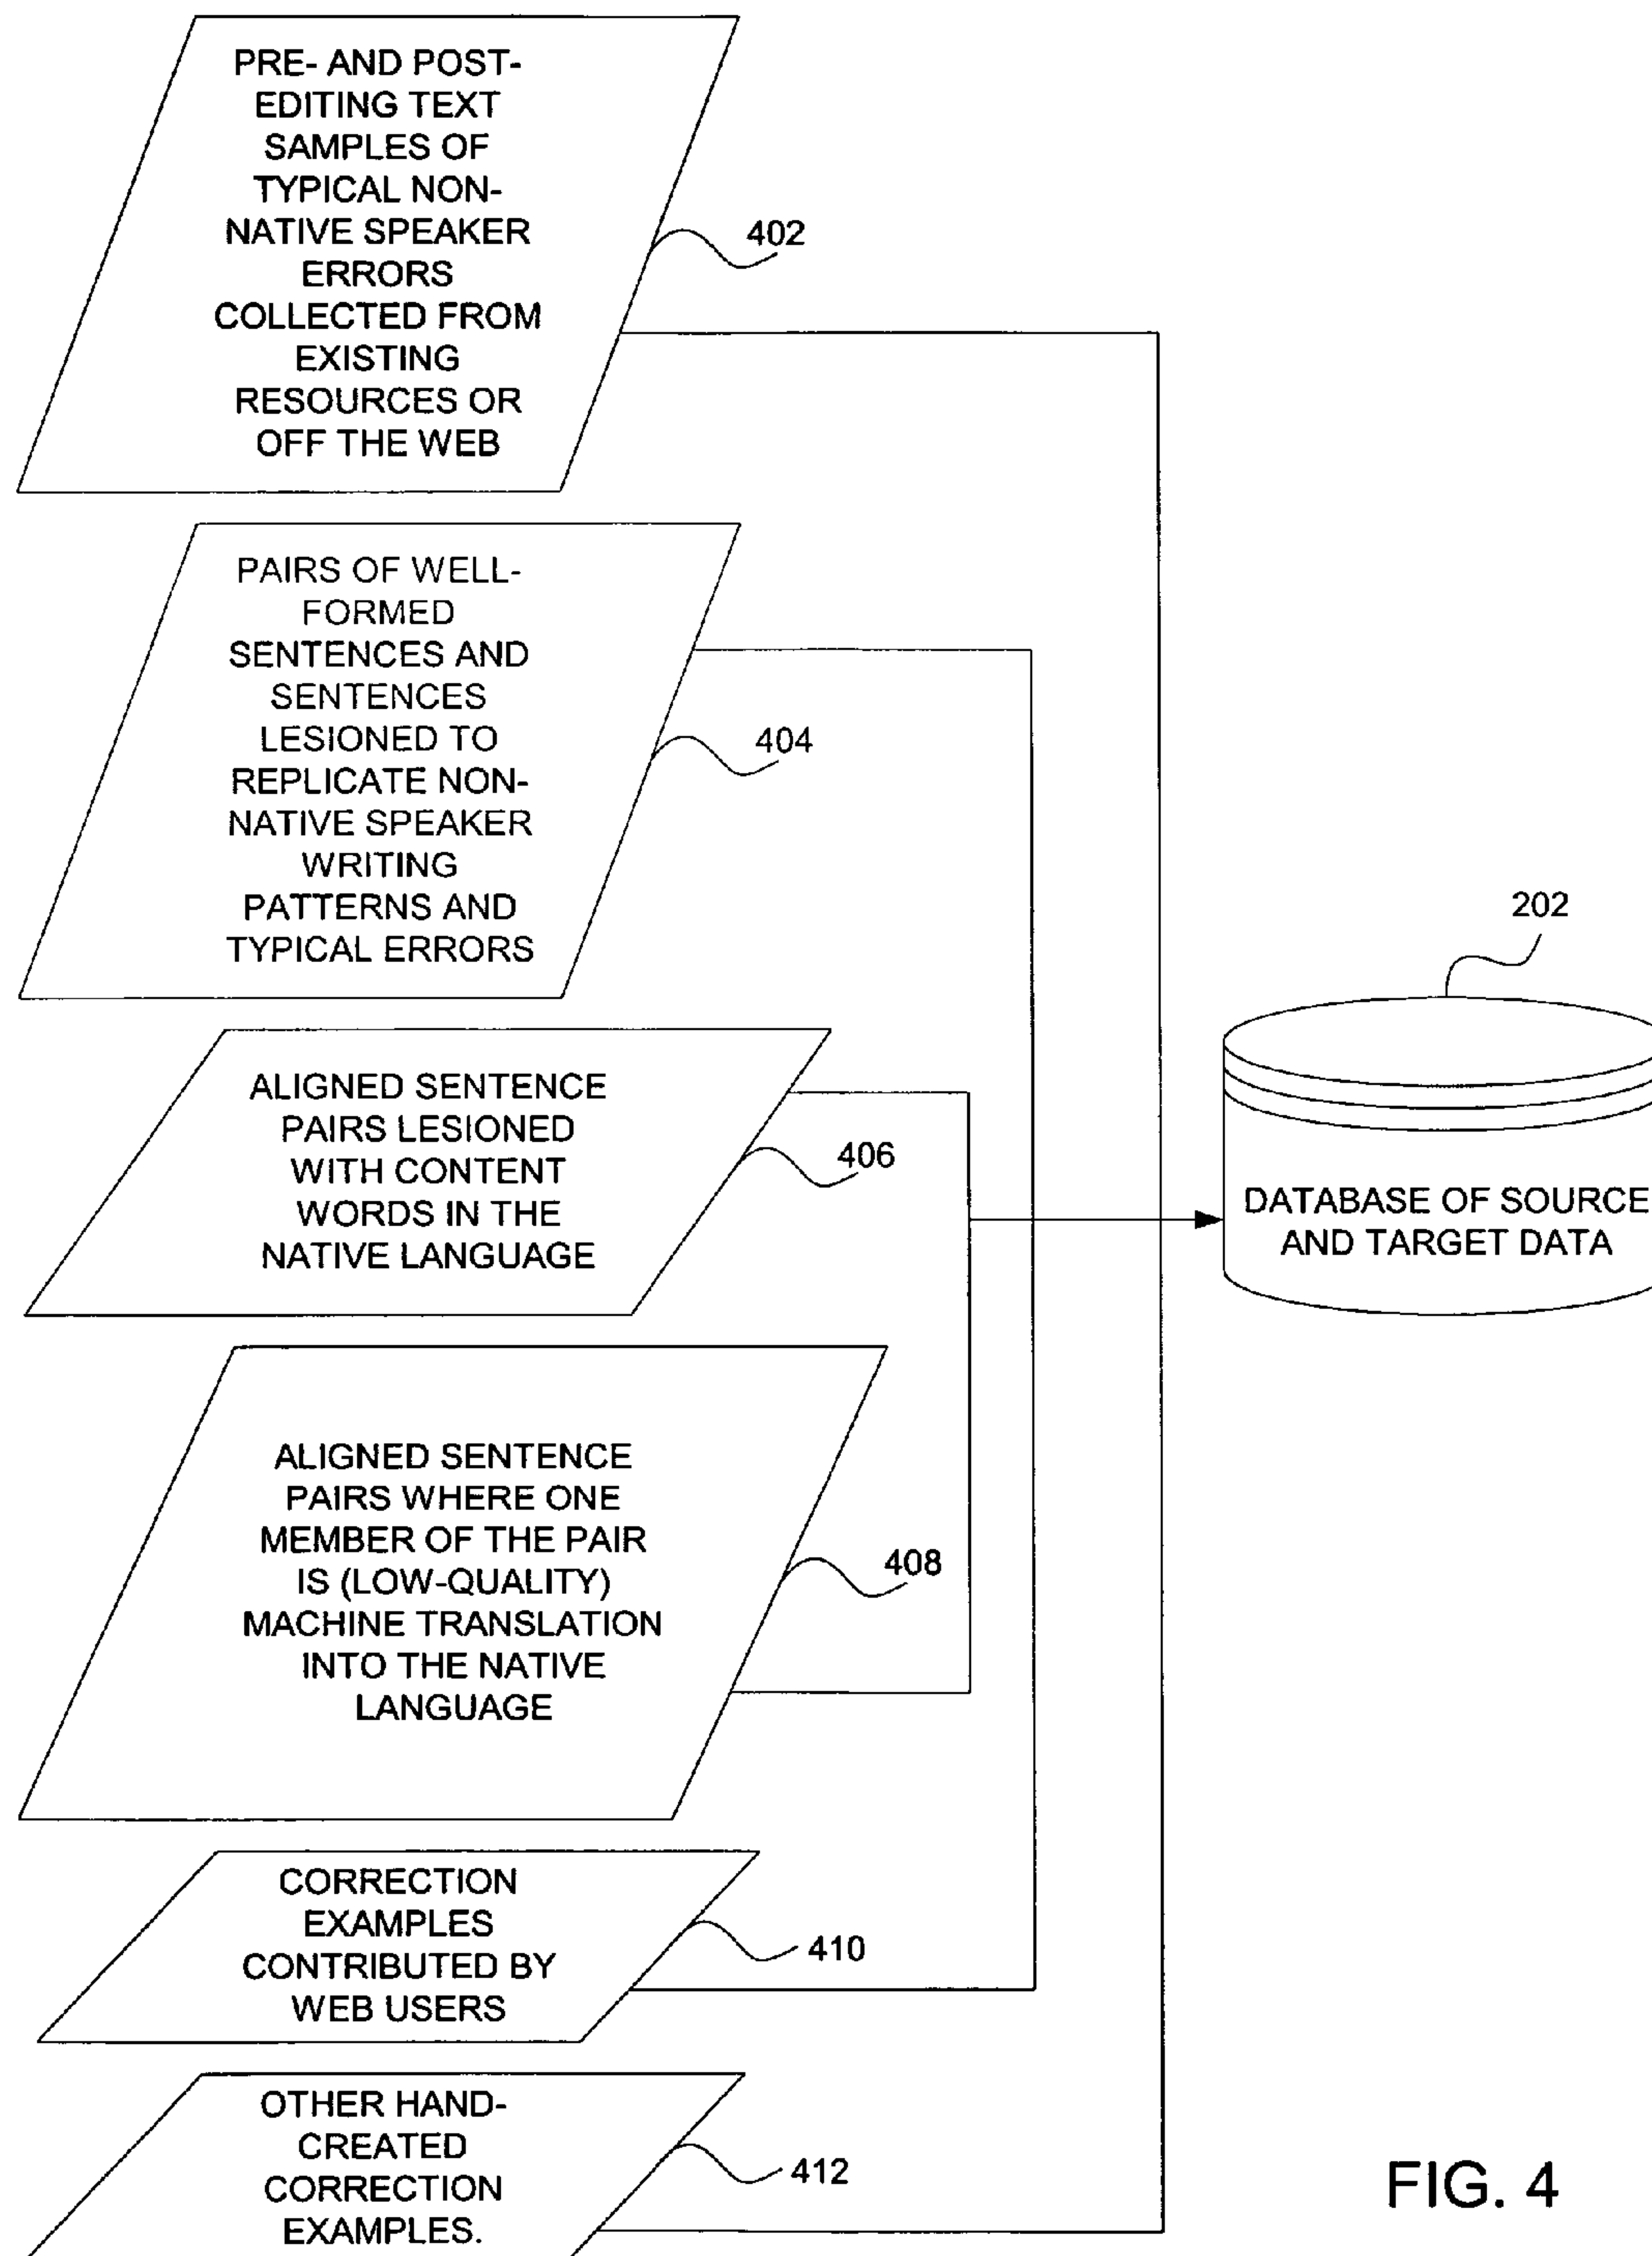 PRE- AND POST-
EDITING TEXT
SAMPLES OF
TYPICAL NON-
NATIVE SPEAKER
ERRORS
COLLECTED FROM
EXISTING
RESOURCES OR
OFF THE WEB
402
PAIRS OF WELL-
FORMED
SENTENCES AND
SENTENCES
LESIONED TO
REPLICATE NON-
NATIVE SPEAKER
WRITING
PATTERNS AND
TYPICAL ERRORS
404
ALIGNED SENTENCE
PAIRS LESIONED
WITH CONTENT
WORDS IN THE
NATIVE LANGUAGE
406
ALIGNED SENTENCE
PAIRS WHERE ONE
MEMBER OF THE PAIR
IS (LOW-QUALITY)
MACHINE TRANSLATION
INTO THE NATIVE
LANGUAGE
408
CORRECTION
EXAMPLES
CONTRIBUTED BY
WEB USERS
410
OTHER HAND-
CREATED
CORRECTION
EXAMPLES.
412
202
DATABASE OF SOURCE
AND TARGET DATA
FIG. 4